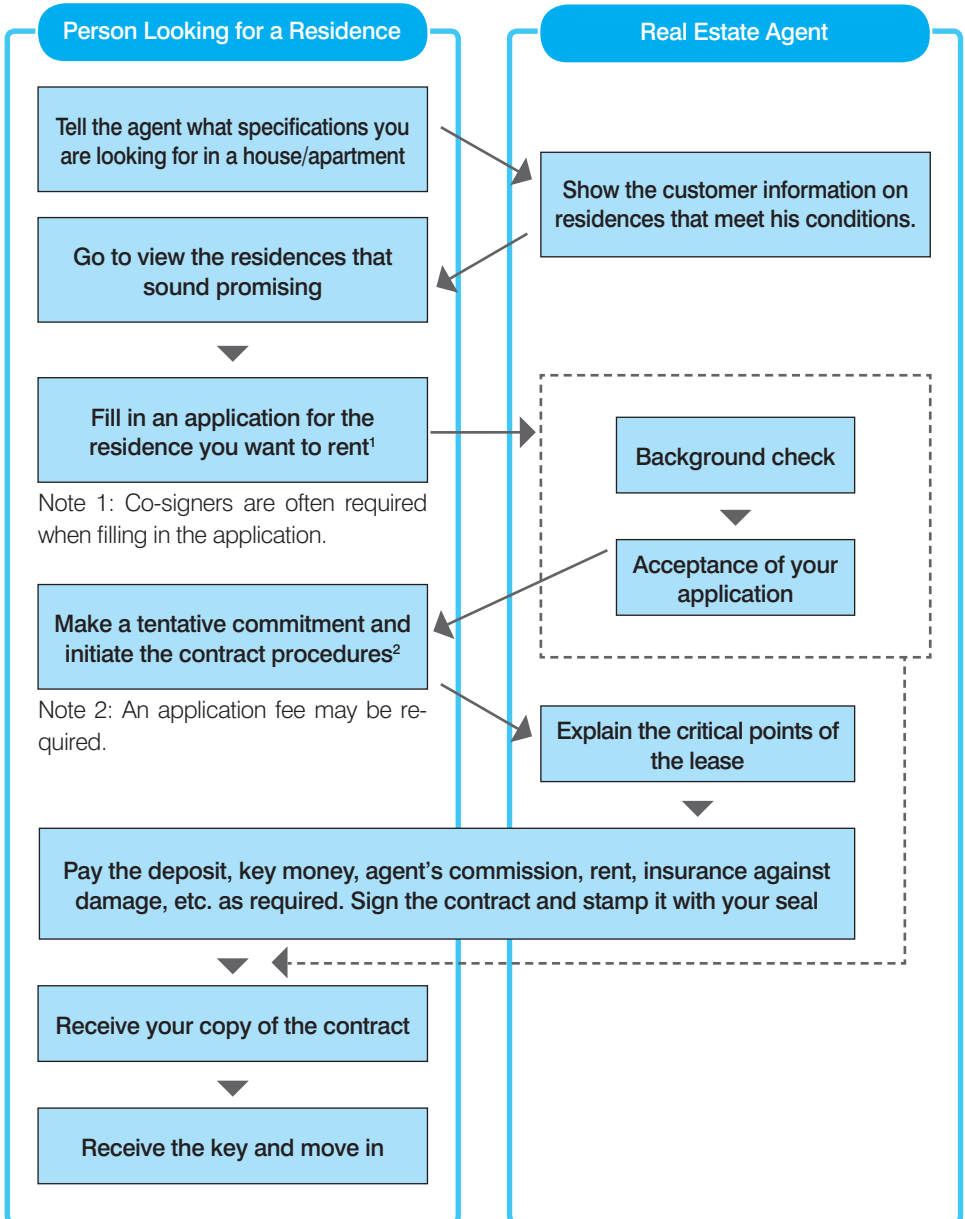 Person Looking for a Residence
Real Estate Agent
Tell the agent what specifications you
are looking for in a house/apartment
Show the customer information on
residences that meet his conditions.
Go to view the residences that
sound promising
Fill in an application for the
residence you want to rent¹
Note 1: Co-signers are often required
when filling in the application.
Background check
Acceptance of your
application
Make a tentative commitment and
initiate the contract procedures²
Note 2: An application fee may be re-
quired.
Explain the critical points of
the lease
Pay the deposit, key money, agent's commission, rent, insurance against
damage, etc. as required. Sign the contract and stamp it with your seal
Receive your copy of the contract
Receive the key and move in